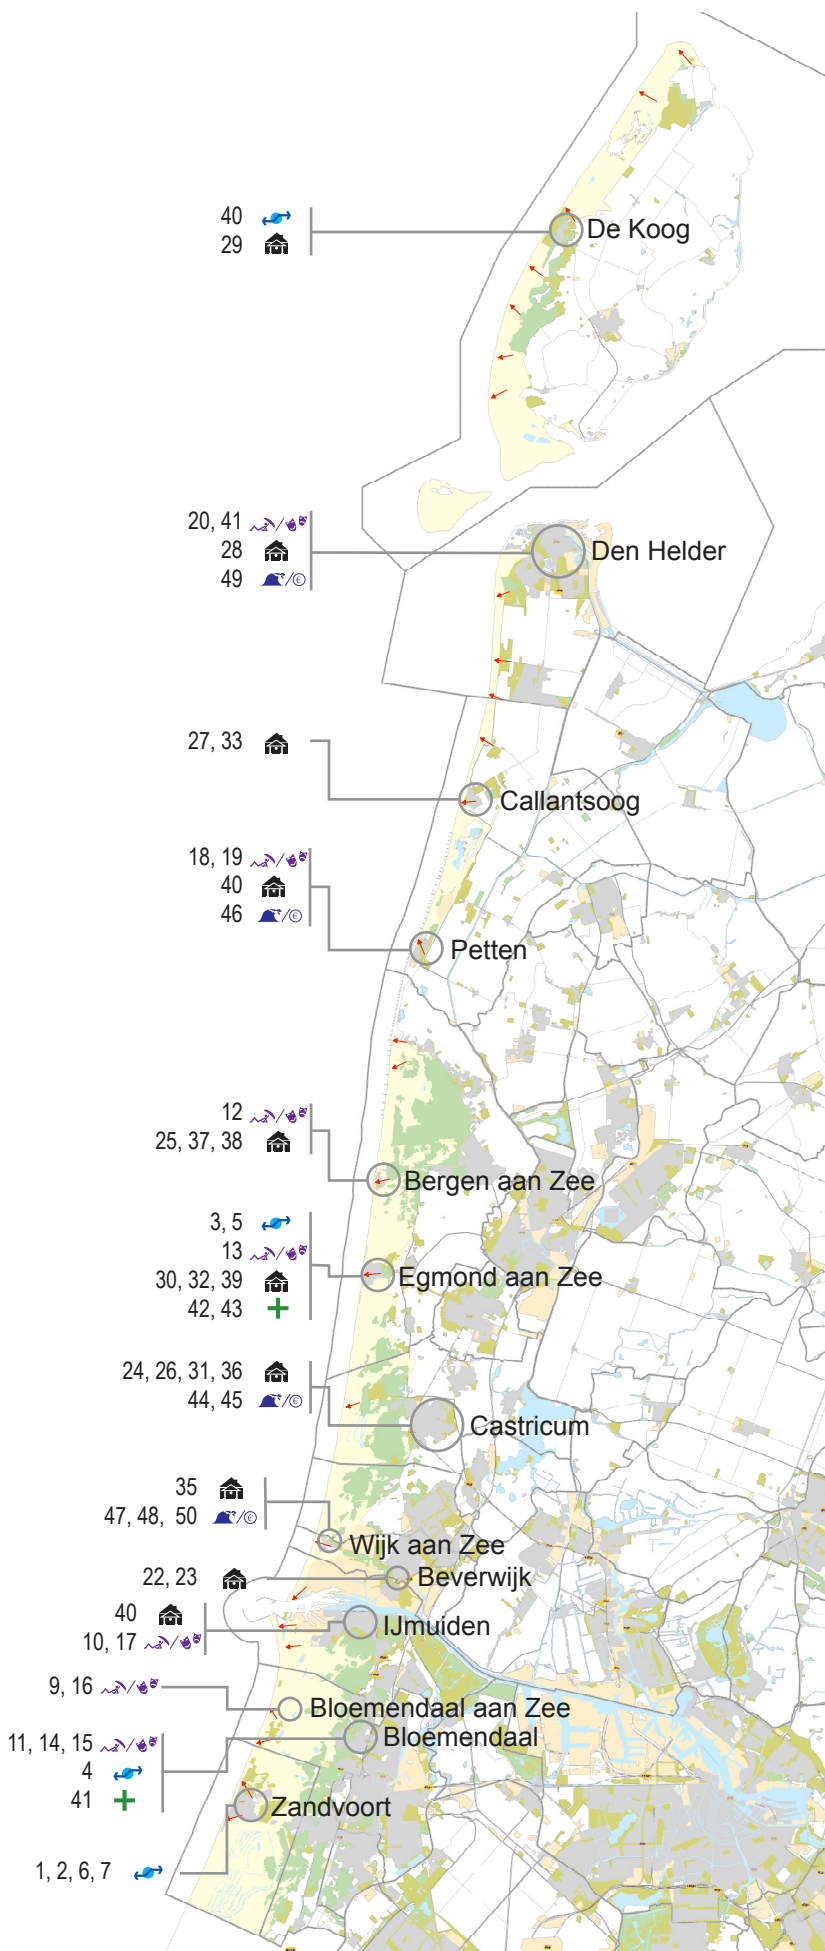 40
29
De Koog
20, 41
28
49
Den Helder
27, 33
Callantsoog
18, 19
40
46
Petten
12
25, 37, 38
Bergen aan Zee
3, 5
13
30, 32, 39
42, 43
Egmond aan Zee
24, 26, 31, 36
44, 45
Castricum
35
47, 48, 50
Wijk aan Zee
22, 23
Beverwijk
40
10, 17
IJmuiden
9, 16
Bloemendaal aan Zee
11, 14, 15
4
41
Bloemendaal
Zandvoort
1, 2, 6, 7